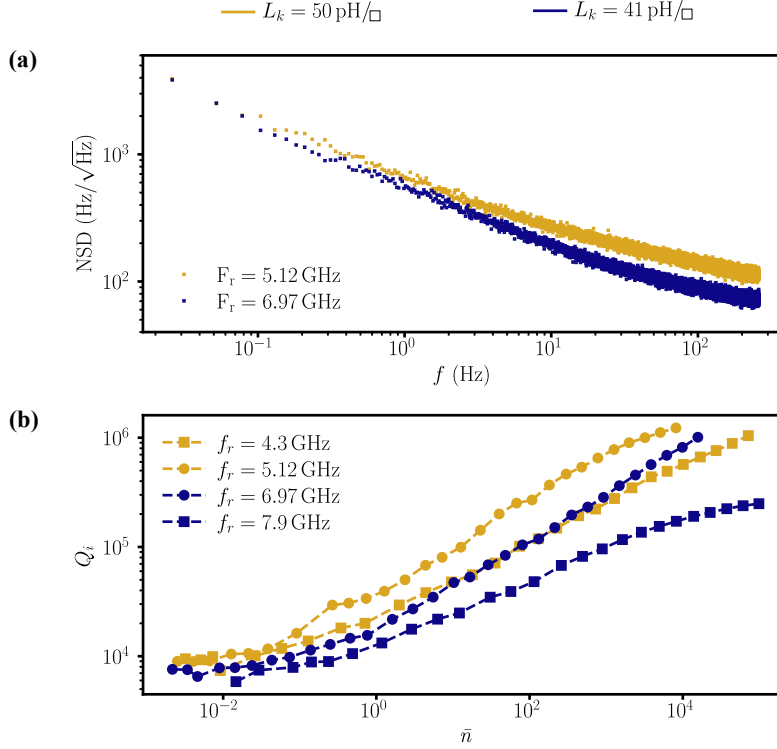 L_k = 50 pH/□ L_k = 41 pH/□
(a)
NSD (Hz/√Hz)
10^3
10^2
F_r = 5.12 GHz
F_r = 6.97 GHz
10^-1 10^0 10^1 10^2
f (Hz)
(b)
Q_i
10^6
10^5
10^4
f_r = 4.3 GHz
f_r = 5.12 GHz
f_r = 6.97 GHz
f_r = 7.9 GHz
10^-2 10^0 10^2 10^4
n̄